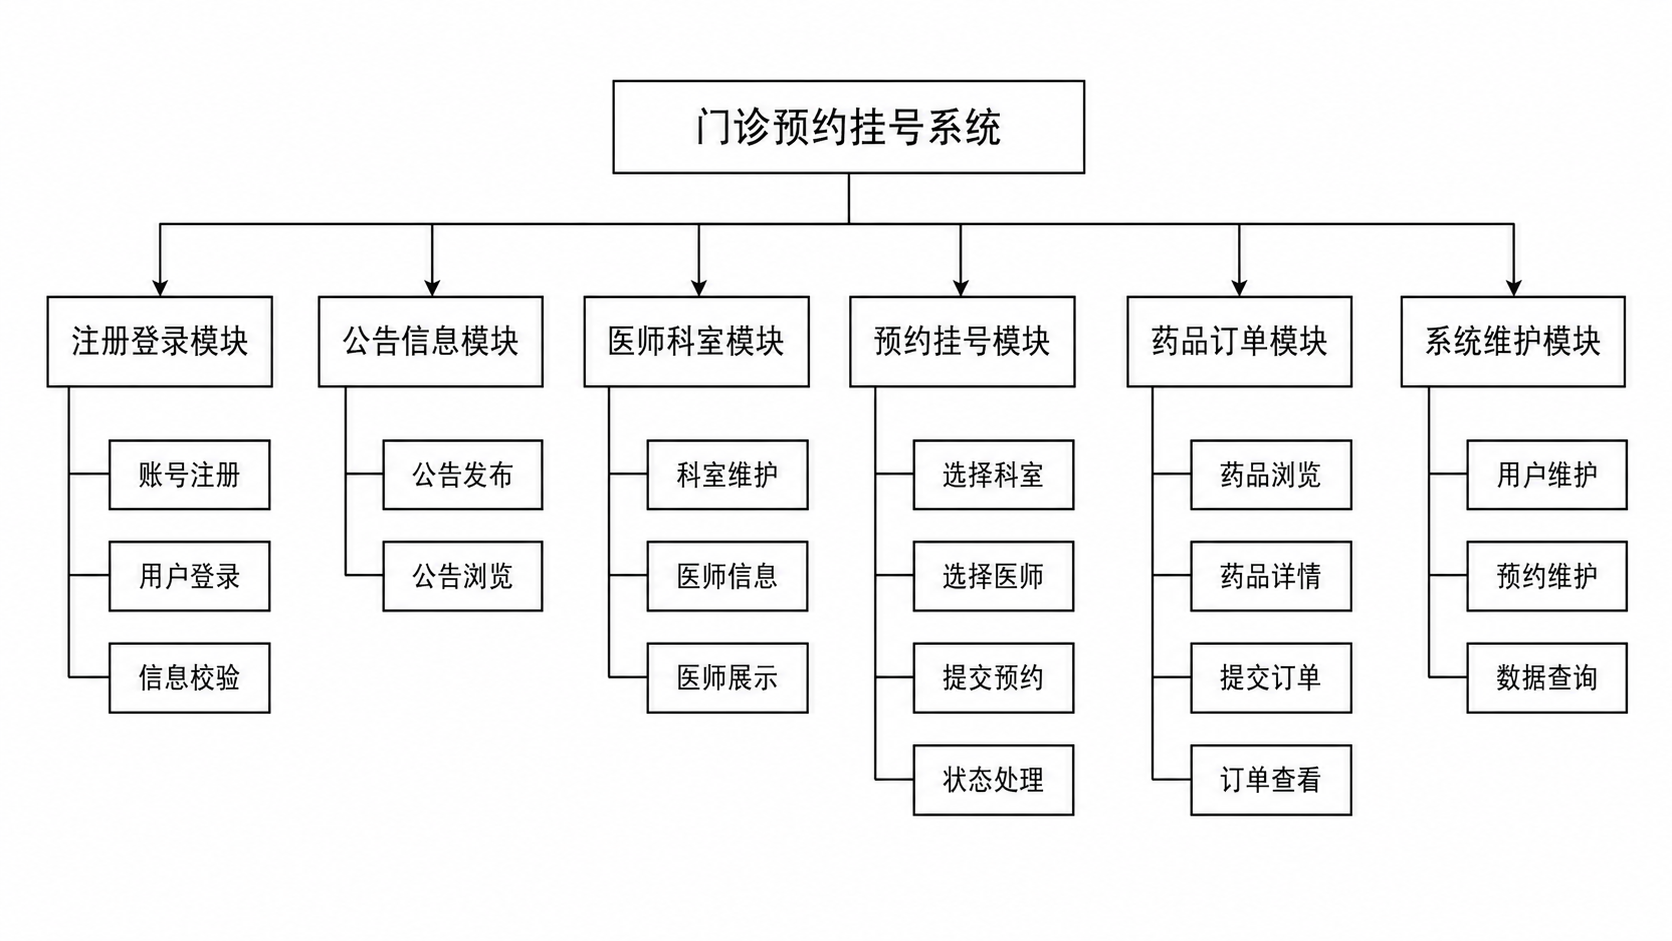 门诊预约挂号系统
注册登录模块
公告信息模块
医师科室模块
预约挂号模块
药品订单模块
系统维护模块
账号注册
用户登录
信息校验
公告发布
公告浏览
科室维护
医师信息
医师展示
选择科室
选择医师
提交预约
状态处理
药品浏览
药品详情
提交订单
订单查看
用户维护
预约维护
数据查询